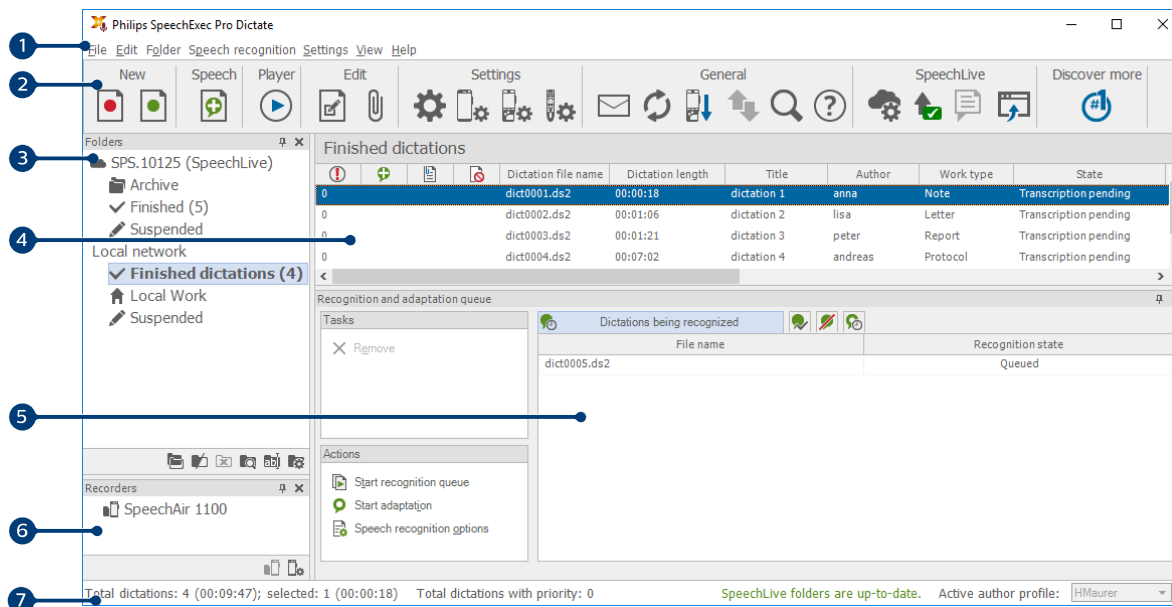 Philips SpeechExec Pro Dictate
1
File Edit Folder Speech recognition Settings View Help
2
New Speech Player Edit Settings General SpeechLive Discover more
#1
Folders
3
SPS.10125 (SpeechLive)
Archive
Finished (5)
Suspended
Local network
Finished dictations (4)
Local Work
Suspended
Finished dictations
Dictation file name Dictation length Title Author Work type State
0 dict0001.ds2 00:00:18 dictation 1 anna Note Transcription pending
0 dict0002.ds2 00:01:06 dictation 2 lisa Letter Transcription pending
4
0 dict0003.ds2 00:01:21 dictation 3 peter Report Transcription pending
0 dict0004.ds2 00:07:02 dictation 4 andreas Protocol Transcription pending
Recognition and adaptation queue
Tasks
Remove
Dictations being recognized
File name Recognition state
dict0005.ds2 Queued
5
Actions
Start recognition queue
Start adaptation
Speech recognition options
Recorders
SpeechAir 1100
6
7
Total dictations: 4 (00:09:47); selected: 1 (00:00:18) Total dictations with priority: 0 SpeechLive folders are up-to-date. Active author profile: HMaurer